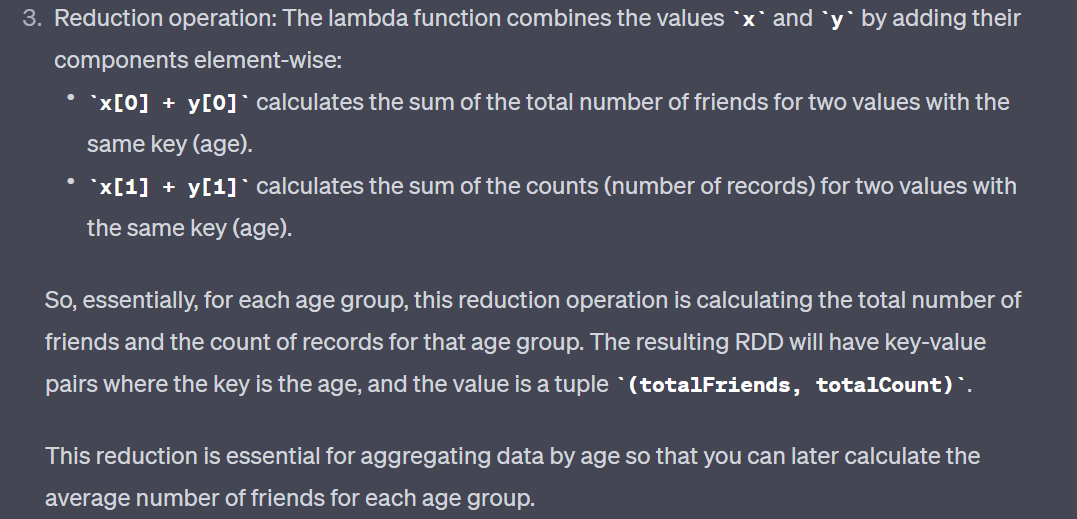 3. Reduction operation: The lambda function combines the values `x` and `y` by adding their
components element-wise:
• `x[0] + y[0]` calculates the sum of the total number of friends for two values with the
same key (age).
• `x[1] + y[1]` calculates the sum of the counts (number of records) for two values with
the same key (age).
So, essentially, for each age group, this reduction operation is calculating the total number of
friends and the count of records for that age group. The resulting RDD will have key-value
pairs where the key is the age, and the value is a tuple `(totalFriends, totalCount)`.
This reduction is essential for aggregating data by age so that you can later calculate the
average number of friends for each age group.